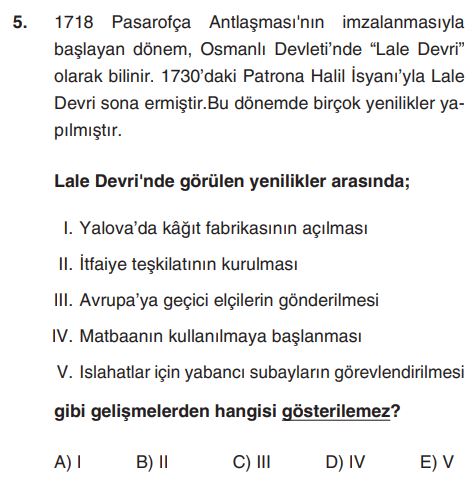 5. 1718 Pasarofça Antlaşması'nın imzalanmasıyla
başlayan dönem, Osmanlı Devleti'nde “Lale Devri”
olarak bilinir. 1730'daki Patrona Halil İsyanı'yla Lale
Devri sona ermiştir.Bu dönemde birçok yenilikler ya-
pılmıştır.
Lale Devri'nde görülen yenilikler arasında;
I. Yalova'da kâğıt fabrikasının açılması
II. İtfaiye teşkilatının kurulması
III. Avrupa'ya geçici elçilerin gönderilmesi
IV. Matbaanın kullanılmaya başlanması
V. Islahatlar için yabancı subayların görevlendirilmesi
gibi gelişmelerden hangisi gösterilemez?
A) I B) II C) III D) IV E) V